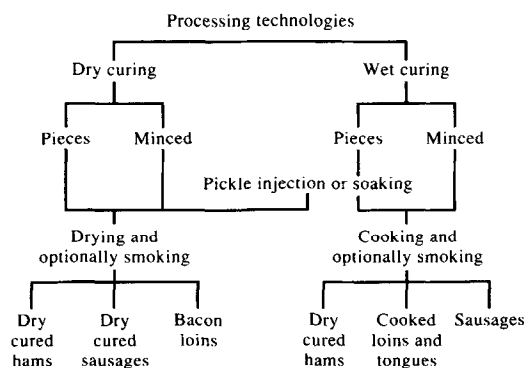 Processing technologies
Dry curing
Wet curing
Pieces
Minced
Pieces
Minced
Pickle injection or soaking
Drying and
optionally smoking
Cooking and
optionally smoking
Dry
cured
hams
Dry
cured
sausages
Bacon
loins
Dry
cured
hams
Cooked
loins and
tongues
Sausages